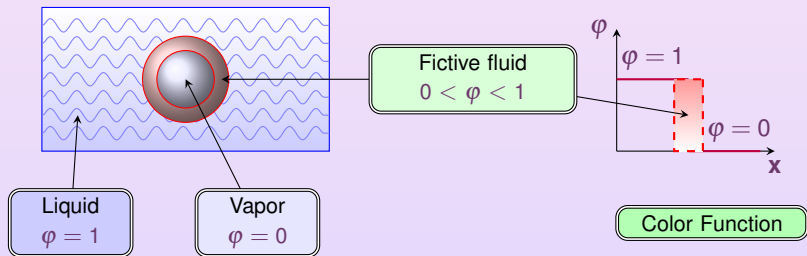 Fictive fluid
0 < φ < 1
φ
φ = 1
φ = 0
x
Liquid
φ = 1
Vapor
φ = 0
Color Function